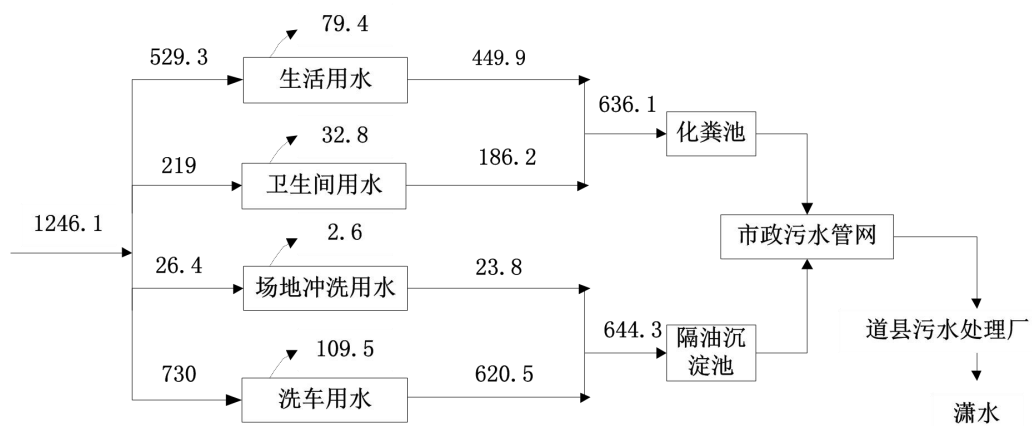 79.4
529.3
生活用水
449.9
636.1
化粪池
32.8
219
卫生间用水
186.2
1246.1
市政污水管网
2.6
26.4
场地冲洗用水
23.8
644.3
隔油沉
淀池
道县污水处理厂
109.5
730
洗车用水
620.5
潇水